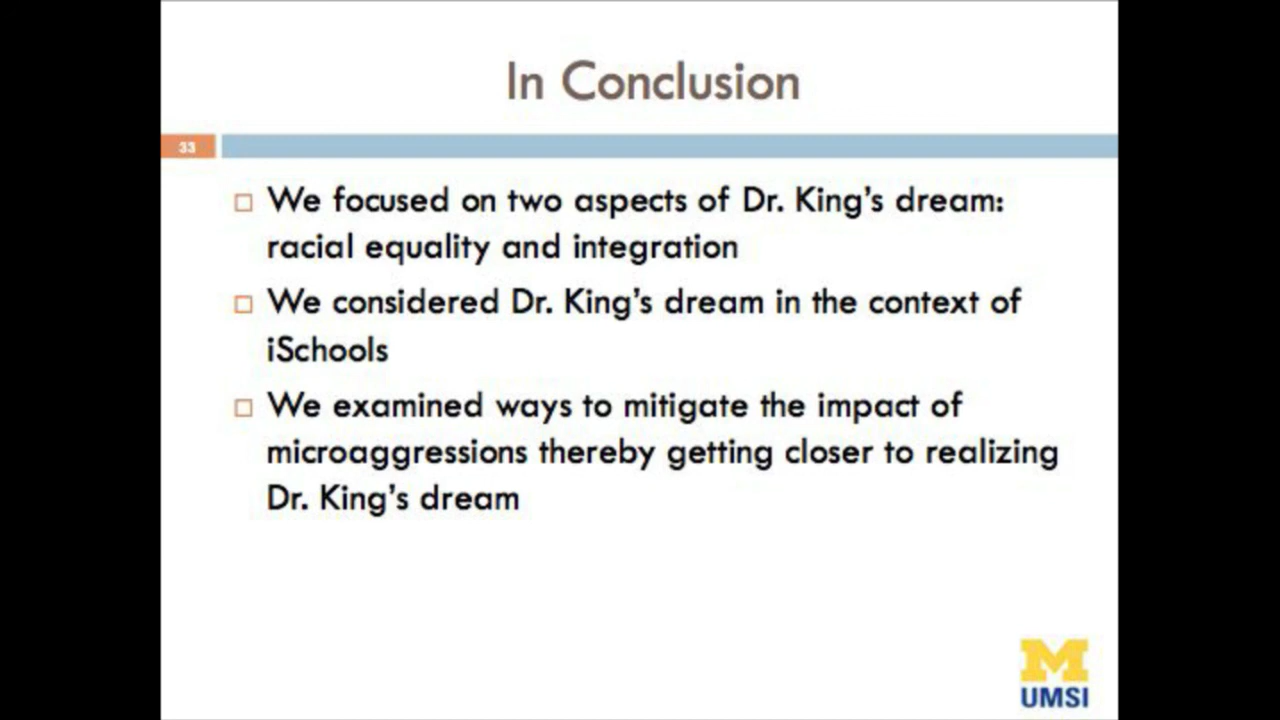 In Conclusion
33
We focused on two aspects of Dr. King's dream:
racial equality and integration
We considered Dr. King's dream in the context of
iSchools
We examined ways to mitigate the impact of
microaggressions thereby getting closer to realizing
Dr. King's dream
M
UMSI